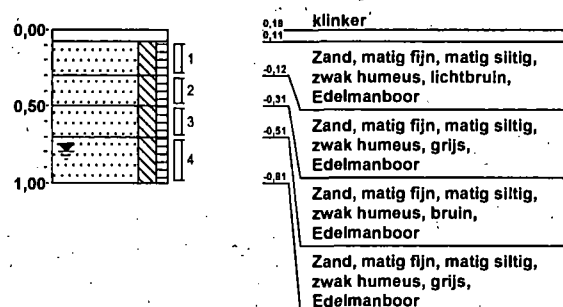 0,00
0,50
1,00
1
2
3
4
0,18 klinker
0,11
Zand, matig fijn, matig siltig,
zwak humeus, lichtbruin,
-0,12
Edelmanboor
-0,31
Zand, matig fijn, matig siltig,
zwak humeus, grijs,
-0,51
Edelmanboor
-0,81
Zand, matig fijn, matig siltig,
zwak humeus, bruin,
Edelmanboor
Zand, matig fijn, matig siltig,
zwak humeus, grijs,
Edelmanboor